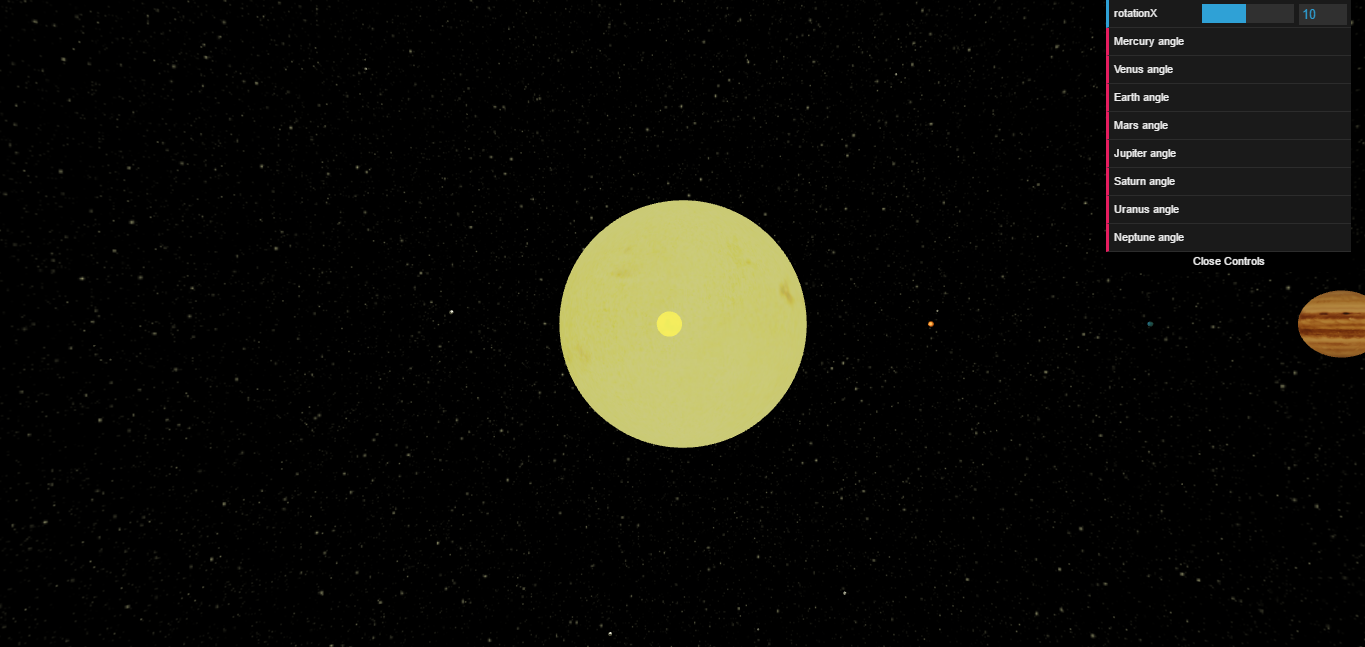 rotationX 10
Mercury angle
Venus angle
Earth angle
Mars angle
Jupiter angle
Saturn angle
Uranus angle
Neptune angle
Close Controls